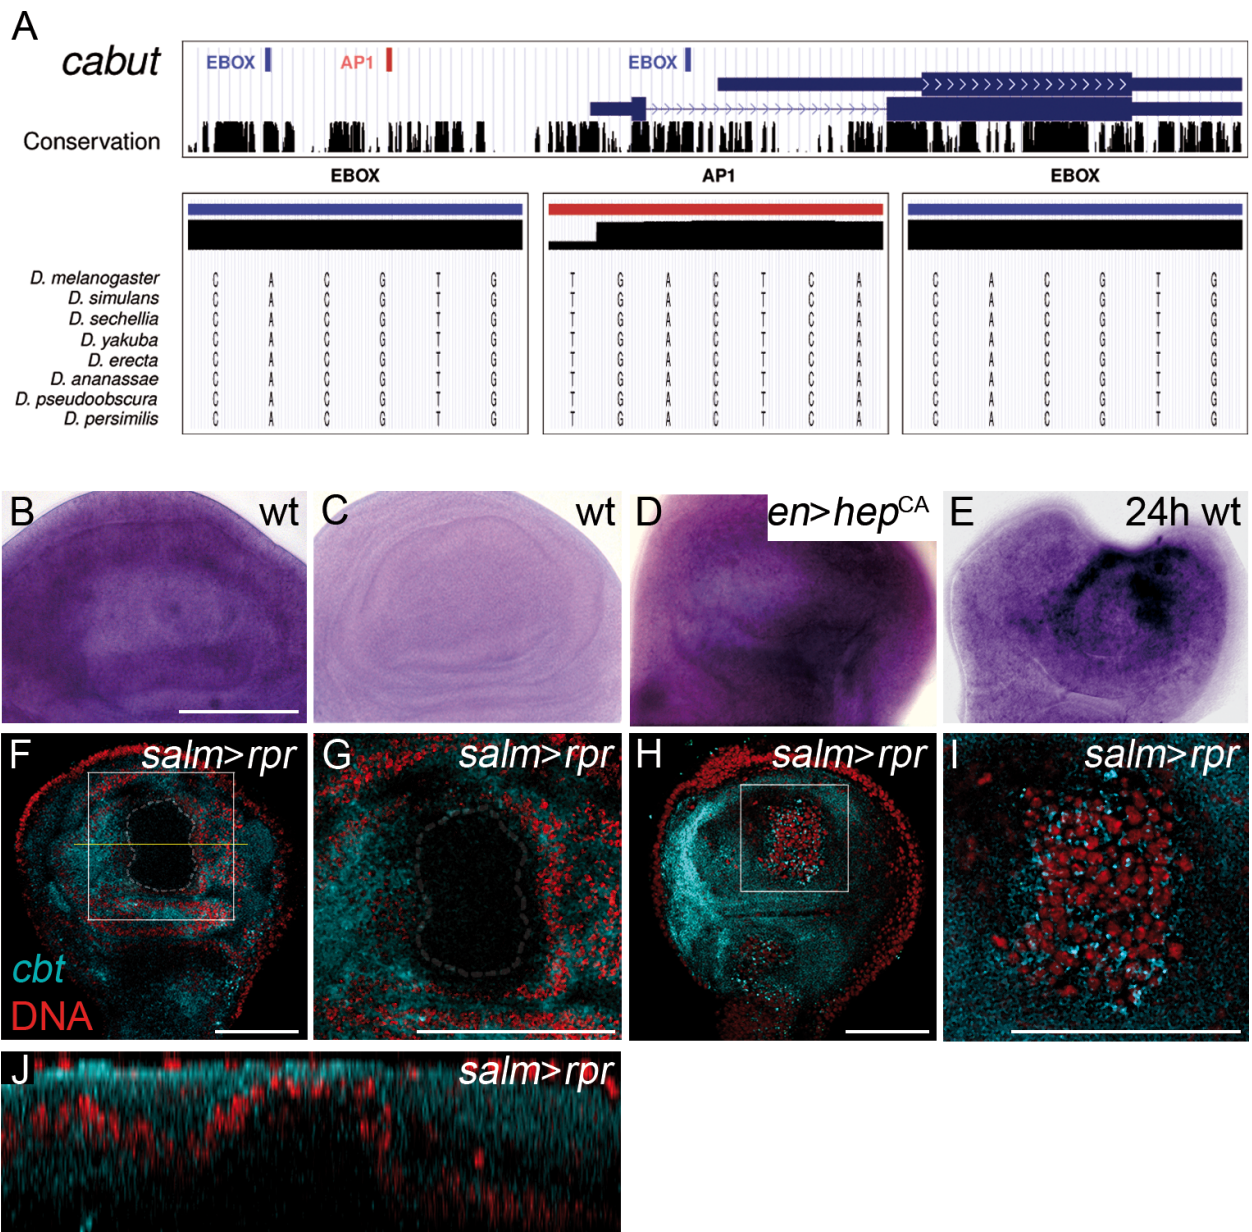 A
cabut
EBOX AP1 EBOX
Conservation
EBOX AP1 EBOX
D. melanogaster C A C G T G T G A C T C A C A C G T G
D. simulans C A C G T G T G A C T C A C A C G T G
D. sechellia C A C G T G T G A C T C A C A C G T G
D. yakuba C A C G T G T G A C T C A C A C G T G
D. erecta C A C G T G T G A C T C A C A C G T G
D. ananassae C A C G T G T G A C T C A C A C G T G
D. pseudoobscura C A C G T G T G A C T C A C A C G T G
D. persimilis C A C G T G T G A C T C A C A C G T G
B wt C wt D en>hepCA E 24h wt
F salm>rpr G salm>rpr H salm>rpr I salm>rpr
cbt
DNA
J salm>rpr